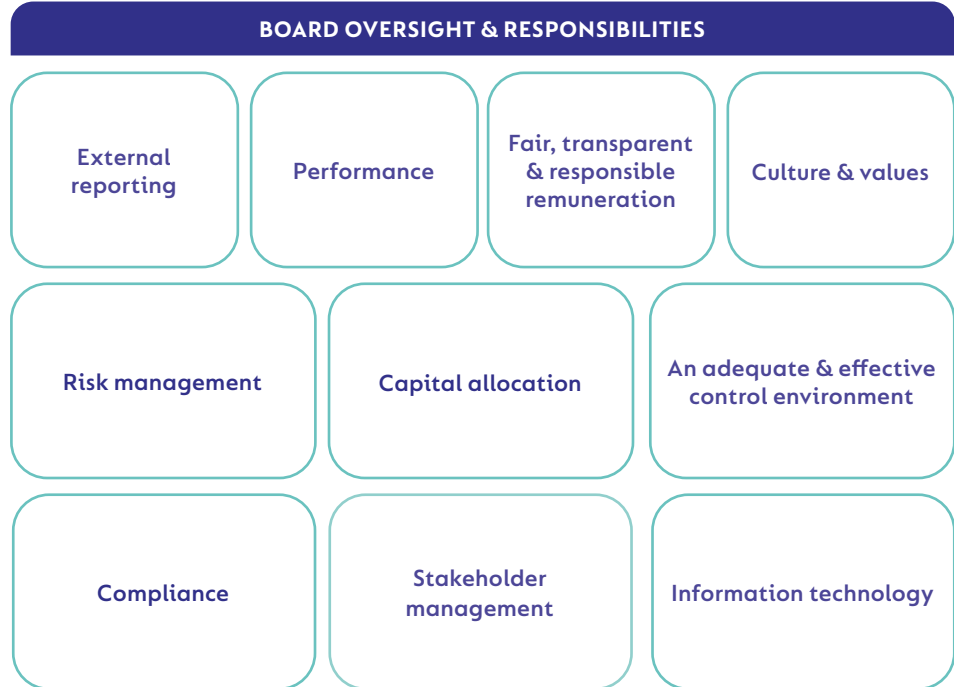 BOARD OVERSIGHT & RESPONSIBILITIES
External
reporting
Performance
Fair, transparent
& responsible
remuneration
Culture & values
Risk management
Capital allocation
An adequate & effective
control environment
Compliance
Stakeholder
management
Information technology